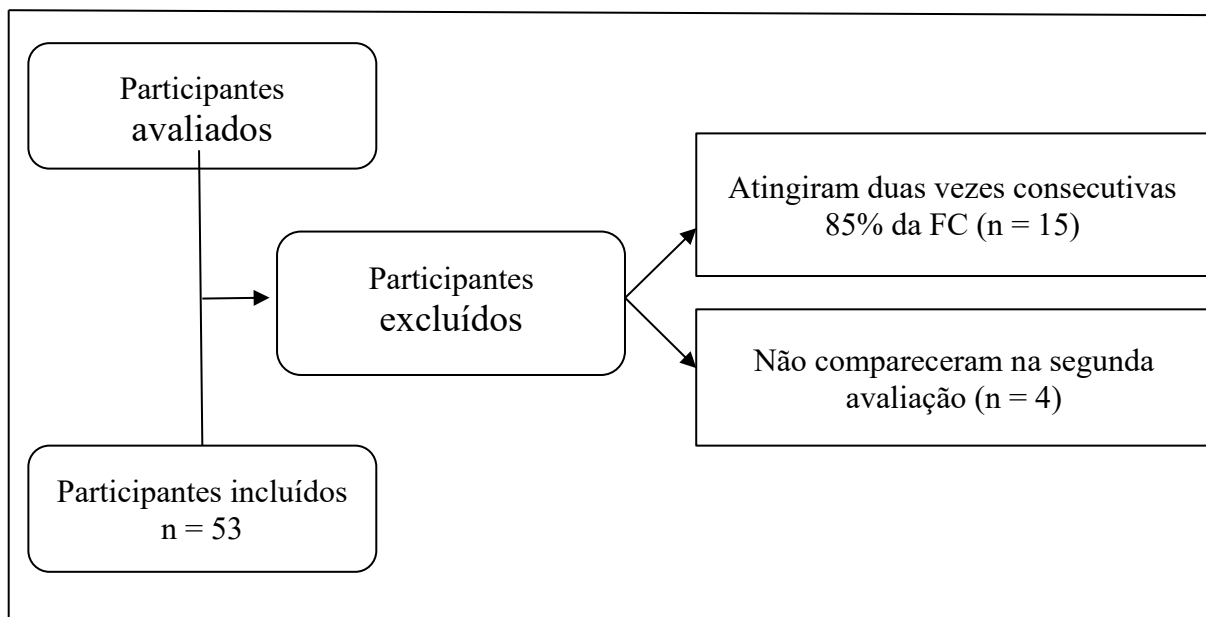 Participantes
avaliados
Atingiram duas vezes consecutivas
85% da FC (n = 15)
Participantes
excluídos
Não compareceram na segunda
avaliação (n = 4)
Participantes incluídos
n = 53